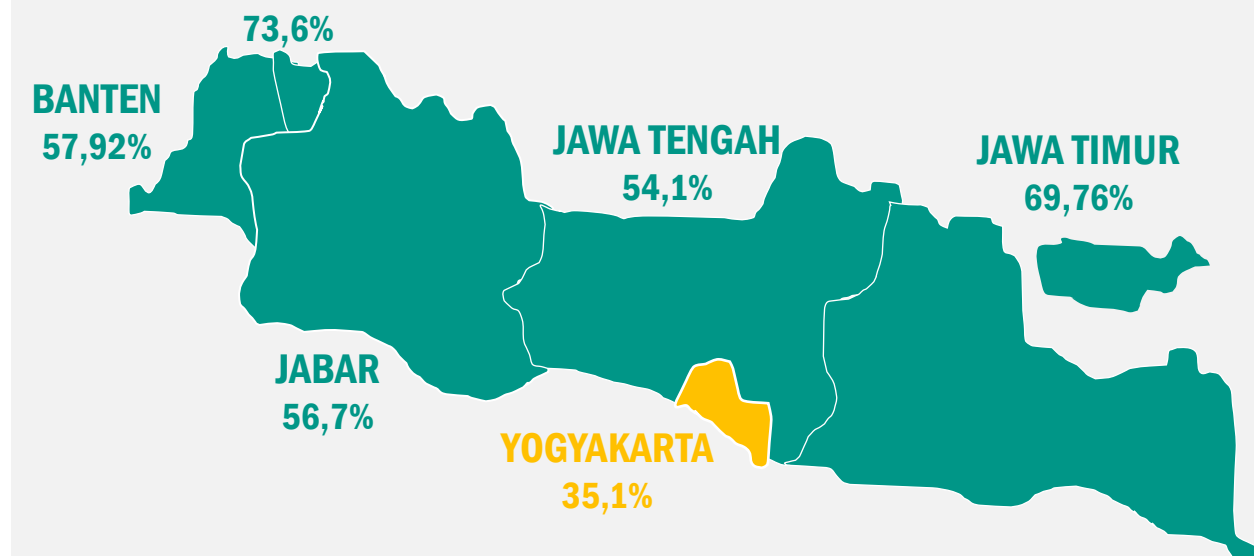 73,6%
BANTEN
57,92%
JAWA TENGAH
54,1%
JAWA TIMUR
69,76%
JABAR
56,7%
YOGYAKARTA
35,1%